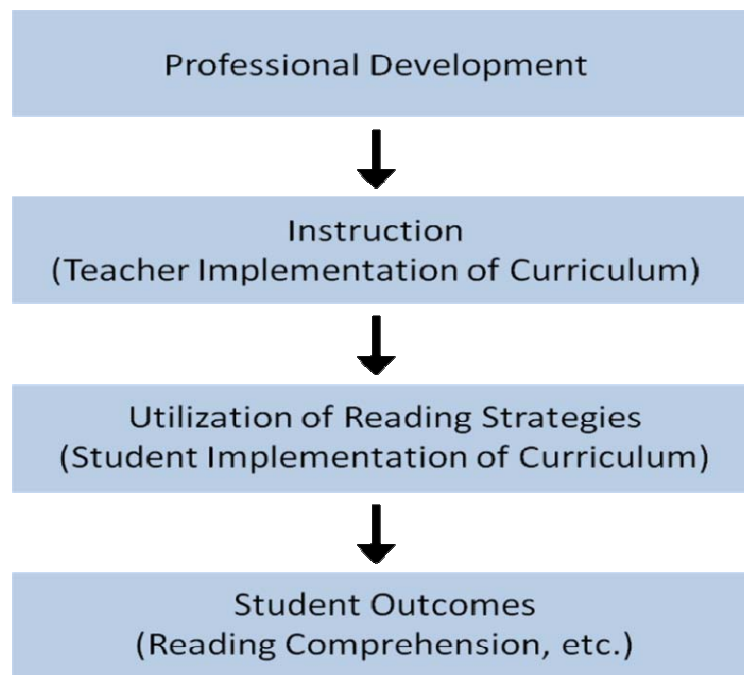 Professional Development
Instruction
(Teacher Implementation of Curriculum)
Utilization of Reading Strategies
(Student Implementation of Curriculum)
Student Outcomes
(Reading Comprehension, etc.)